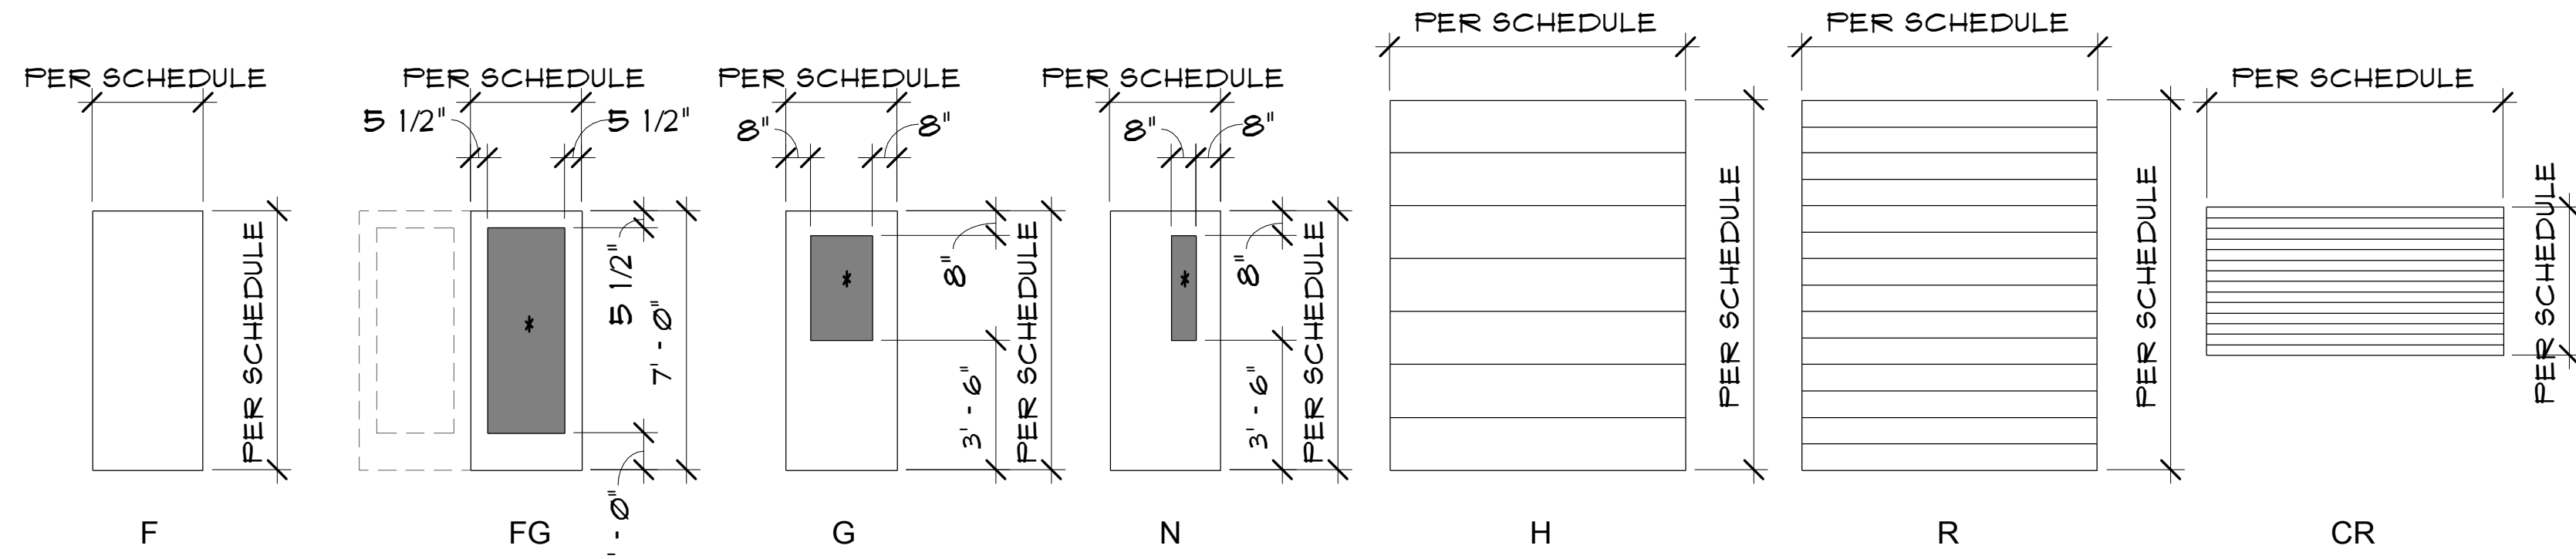 PER SCHEDULE
PER SCHEDULE
F
PER SCHEDULE
5 1/2"
5 1/2"
5 1/2"
7' - 0"
' - 0"
FG
PER SCHEDULE
8"
8"
8"
3' - 6"
PER SCHEDULE
*
G
PER SCHEDULE
8"
8"
8"
3' - 6"
PER SCHEDULE
*
N
PER SCHEDULE
PER SCHEDULE
H
PER SCHEDULE
PER SCHEDULE
R
PER SCHEDULE
PER SCHEDULE
CR